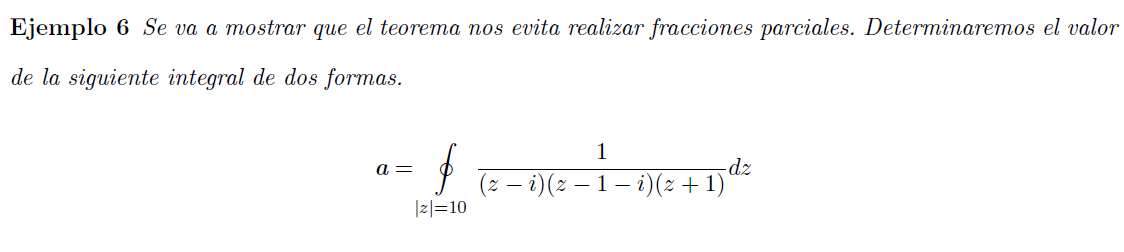 Ejemplo 6 Se va a mostrar que el teorema nos evita realizar fracciones parciales. Determinaremos el valor
de la siguiente integral de dos formas.
a = ∮_{|z|=10} \frac{1}{(z − i)(z − 1 − i)(z + 1)} dz